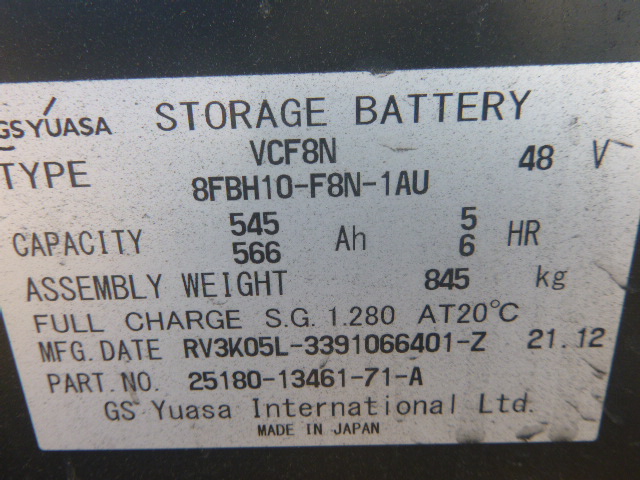 GS YUASA STORAGE BATTERY
TYPE VCF8N 48 V
8FBH10-F8N-1AU
CAPACITY 545 Ah 5 HR
566 6
ASSEMBLY WEIGHT 845 kg
FULL CHARGE S.G. 1.280 AT20°C
MFG.DATE RV3K05L-3391066401-Z 21.12
PART.NO. 25180-13461-71-A
GS Yuasa International Ltd.
MADE IN JAPAN